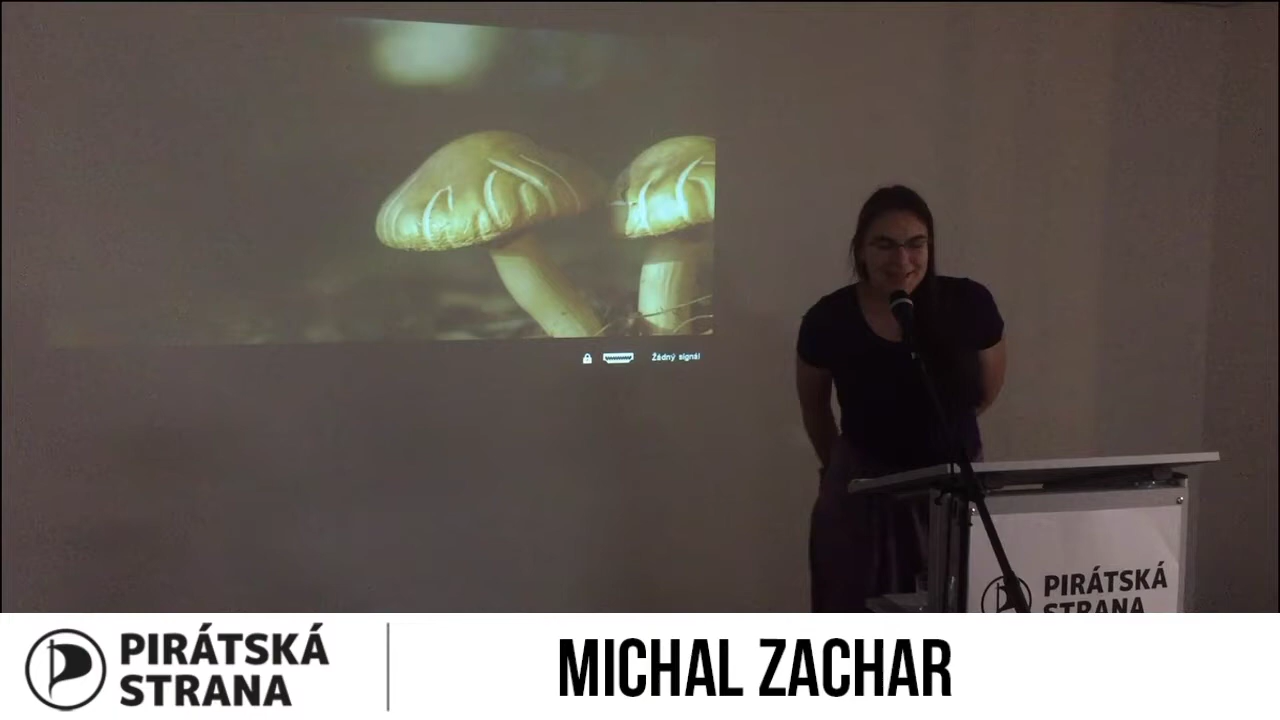 Žádný signál
PIRÁTSKÁ
STRANA
PIRÁTSKÁ
STRANA
MICHAL ZACHAR